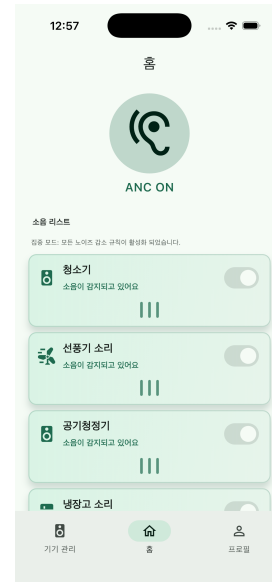 12:57
홈
ANC ON
소음 리스트
집중 모드: 모든 노이즈 감소 규칙이 활성화 되었습니다.
청소기
소음이 감지되고 있어요
선풍기 소리
소음이 감지되고 있어요
공기청정기
소음이 감지되고 있어요
냉장고 소리
기기 관리
홈
프로필